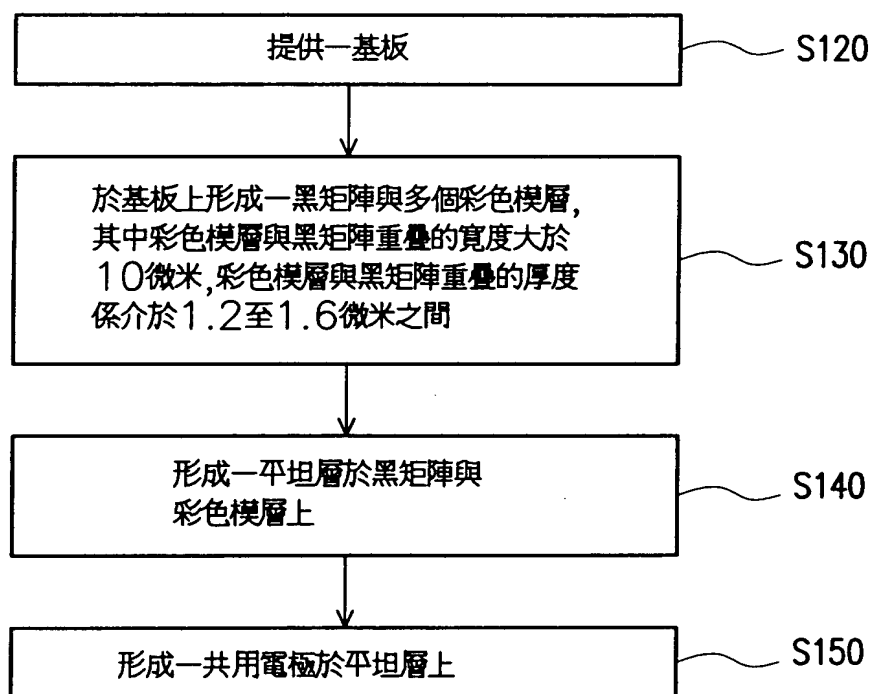 提供一基板
S120
於基板上形成一黑矩陣與多個彩色模層,
其中彩色模層與黑矩陣重疊的寬度大於
10微米,彩色模層與黑矩陣重疊的厚度
係介於1.2至1.6微米之間
S130
形成一平坦層於黑矩陣與
彩色模層上
S140
形成一共用電極於平坦層上
S150